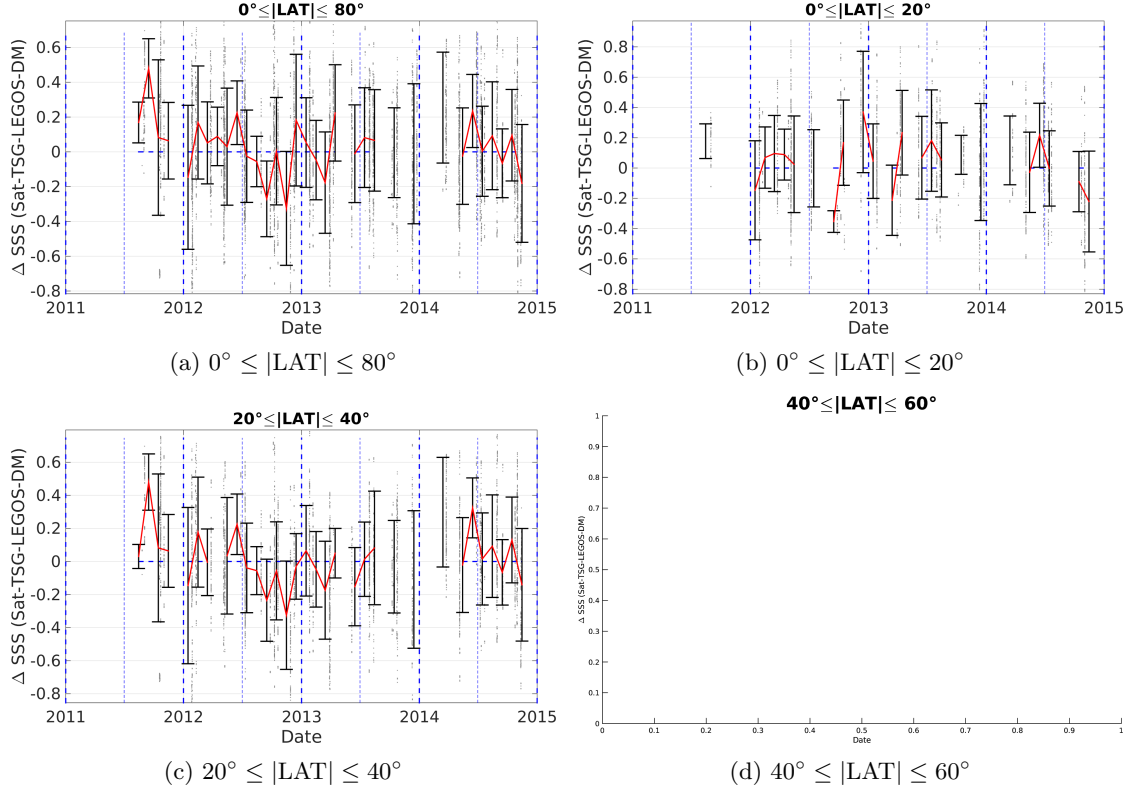 0°≤|LAT|≤ 80°
Δ SSS (Sat-TSG-LEGOS-DM)
0.6
0.4
0.2
0
-0.2
-0.4
-0.6
-0.8
2011 2012 2013 2014 2015
Date
(a) 0° ≤ |LAT| ≤ 80°
0°≤|LAT|≤ 20°
Δ SSS (Sat-TSG-LEGOS-DM)
0.8
0.6
0.4
0.2
0
-0.2
-0.4
-0.6
-0.8
2011 2012 2013 2014 2015
Date
(b) 0° ≤ |LAT| ≤ 20°
20°≤|LAT|≤ 40°
Δ SSS (Sat-TSG-LEGOS-DM)
0.6
0.4
0.2
0
-0.2
-0.4
-0.6
-0.8
2011 2012 2013 2014 2015
Date
(c) 20° ≤ |LAT| ≤ 40°
40°≤|LAT|≤ 60°
Δ SSS (Sat-TSG-LEGOS-DM)
1
0.9
0.8
0.7
0.6
0.5
0.4
0.3
0.2
0.1
0
0 0.1 0.2 0.3 0.4 0.5 0.6 0.7 0.8 0.9 1
Date
(d) 40° ≤ |LAT| ≤ 60°